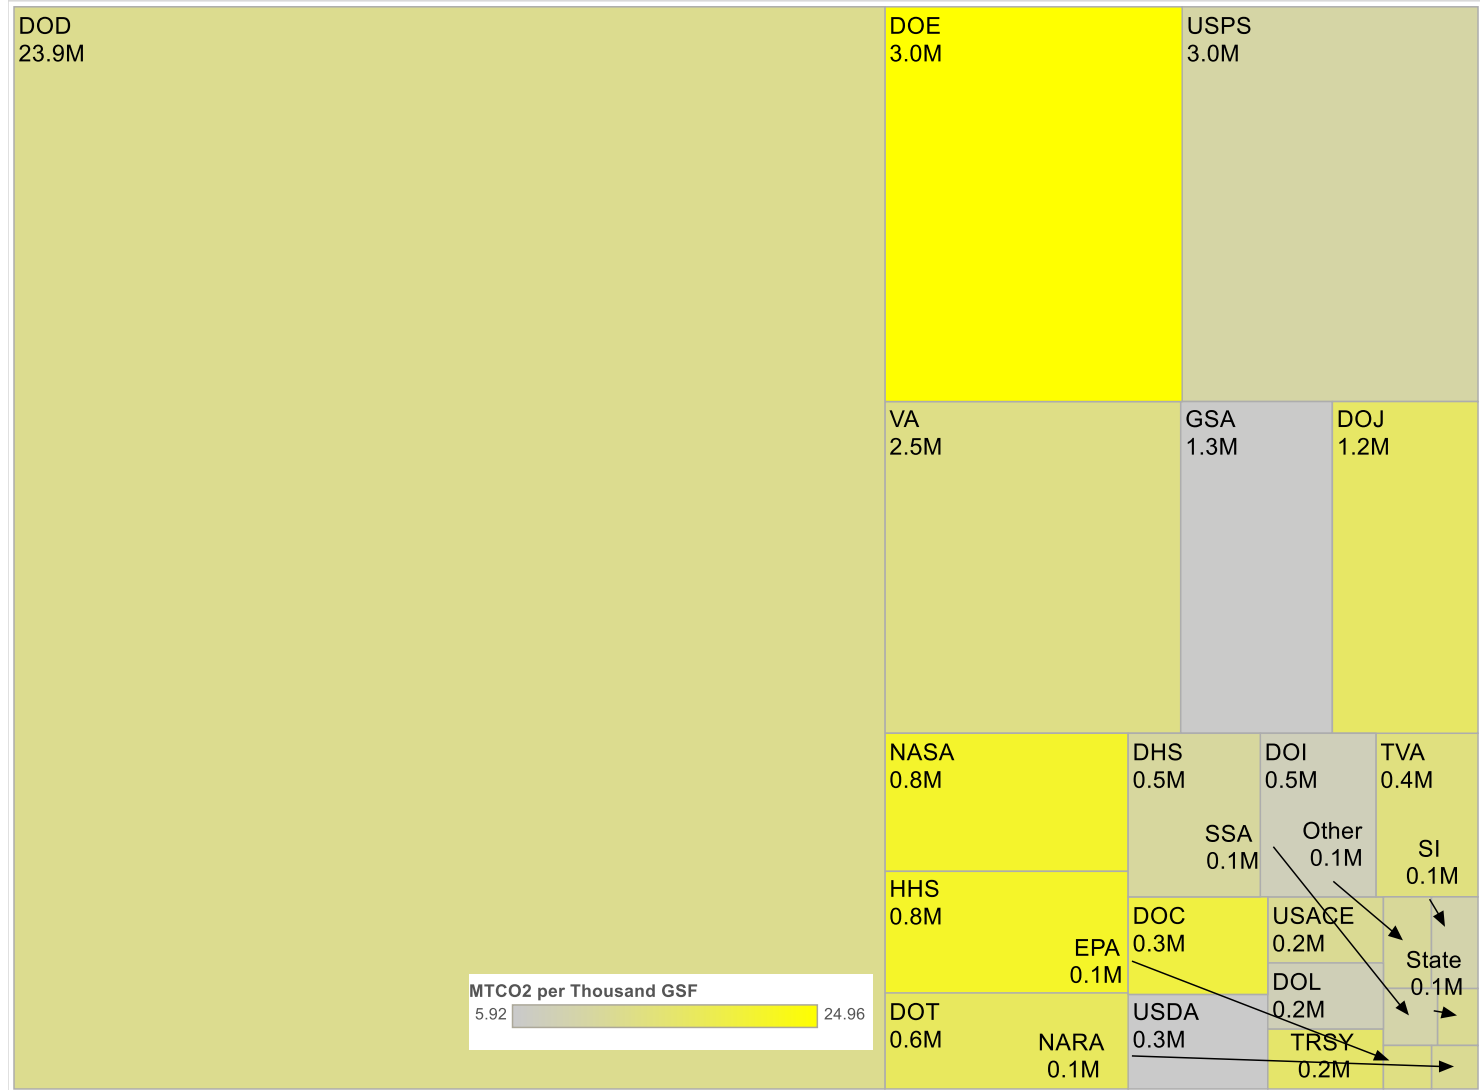 DOD
23.9M
DOE
3.0M
USPS
3.0M
VA
2.5M
GSA
1.3M
DOJ
1.2M
NASA
0.8M
DHS
0.5M
DOI
0.5M
TVA
0.4M
SSA
0.1M
Other
0.1M
SI
0.1M
HHS
0.8M
EPA
0.1M
DOC
0.3M
USACE
0.2M
State
0.1M
DOL
0.2M
MTCO2 per Thousand GSF
5.92
24.96
DOT
0.6M
NARA
0.1M
USDA
0.3M
TRSY
0.2M